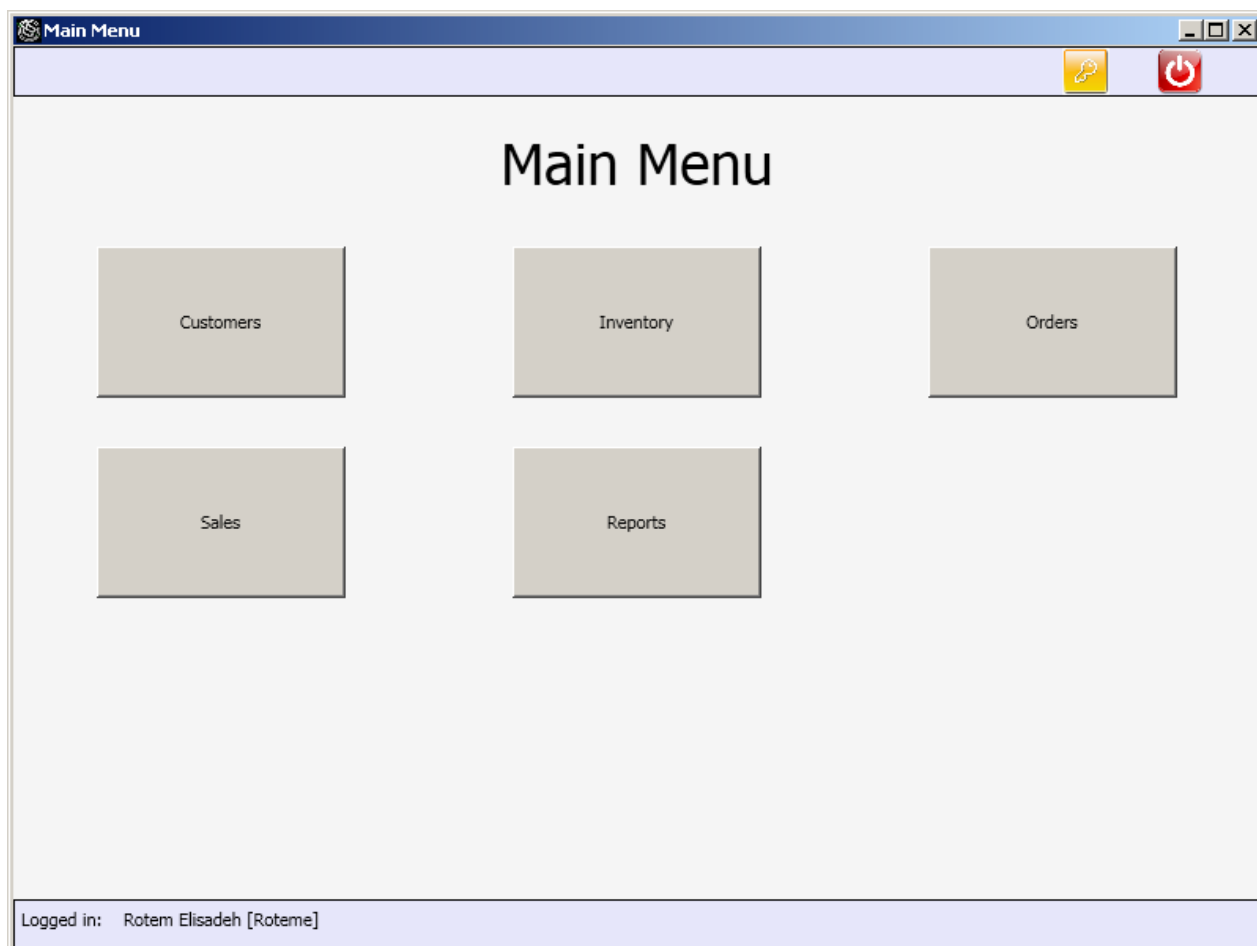 Main Menu
Main Menu
Customers
Inventory
Orders
Sales
Reports
Logged in: Rotem Elisadeh [Roteme]